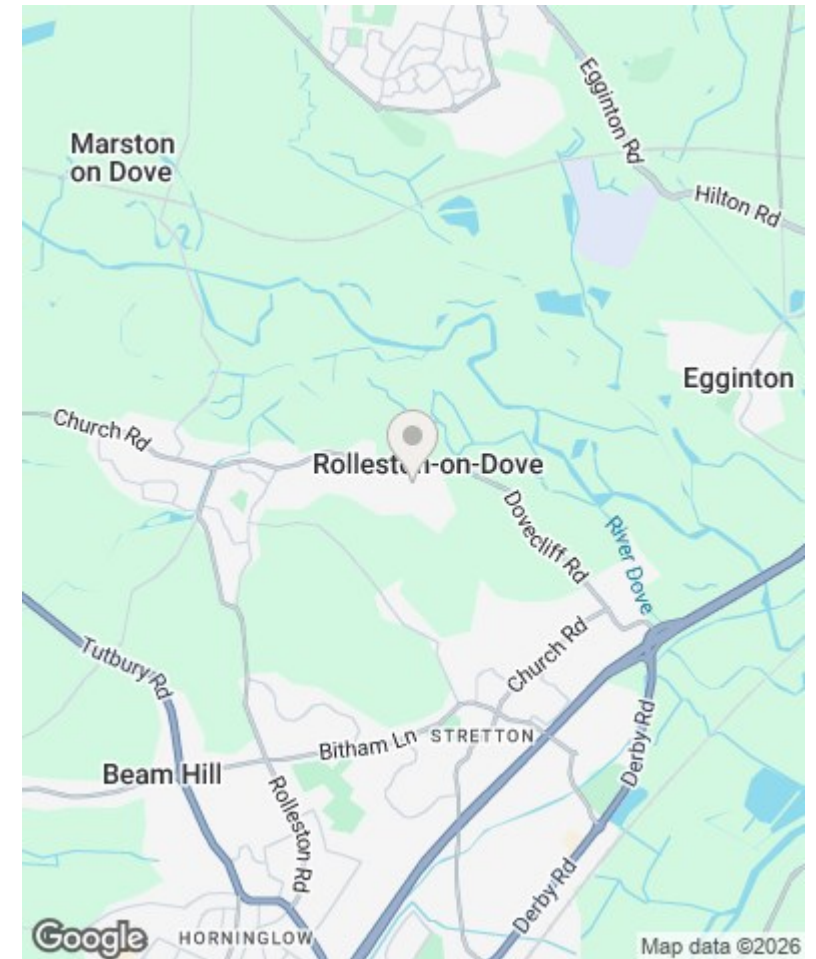 Egginton Rd
Marston
on Dove
Hilton Rd
Egginton
Church Rd
Rolleston-on-Dove
Dovecliff Rd
River Dove
Church Rd
Tutbury Rd
Derby Rd
Bitham Ln
STRETTON
Beam Hill
Rolleston Rd
Derby Rd
HORNINGLOW
Google
Map data ©2026